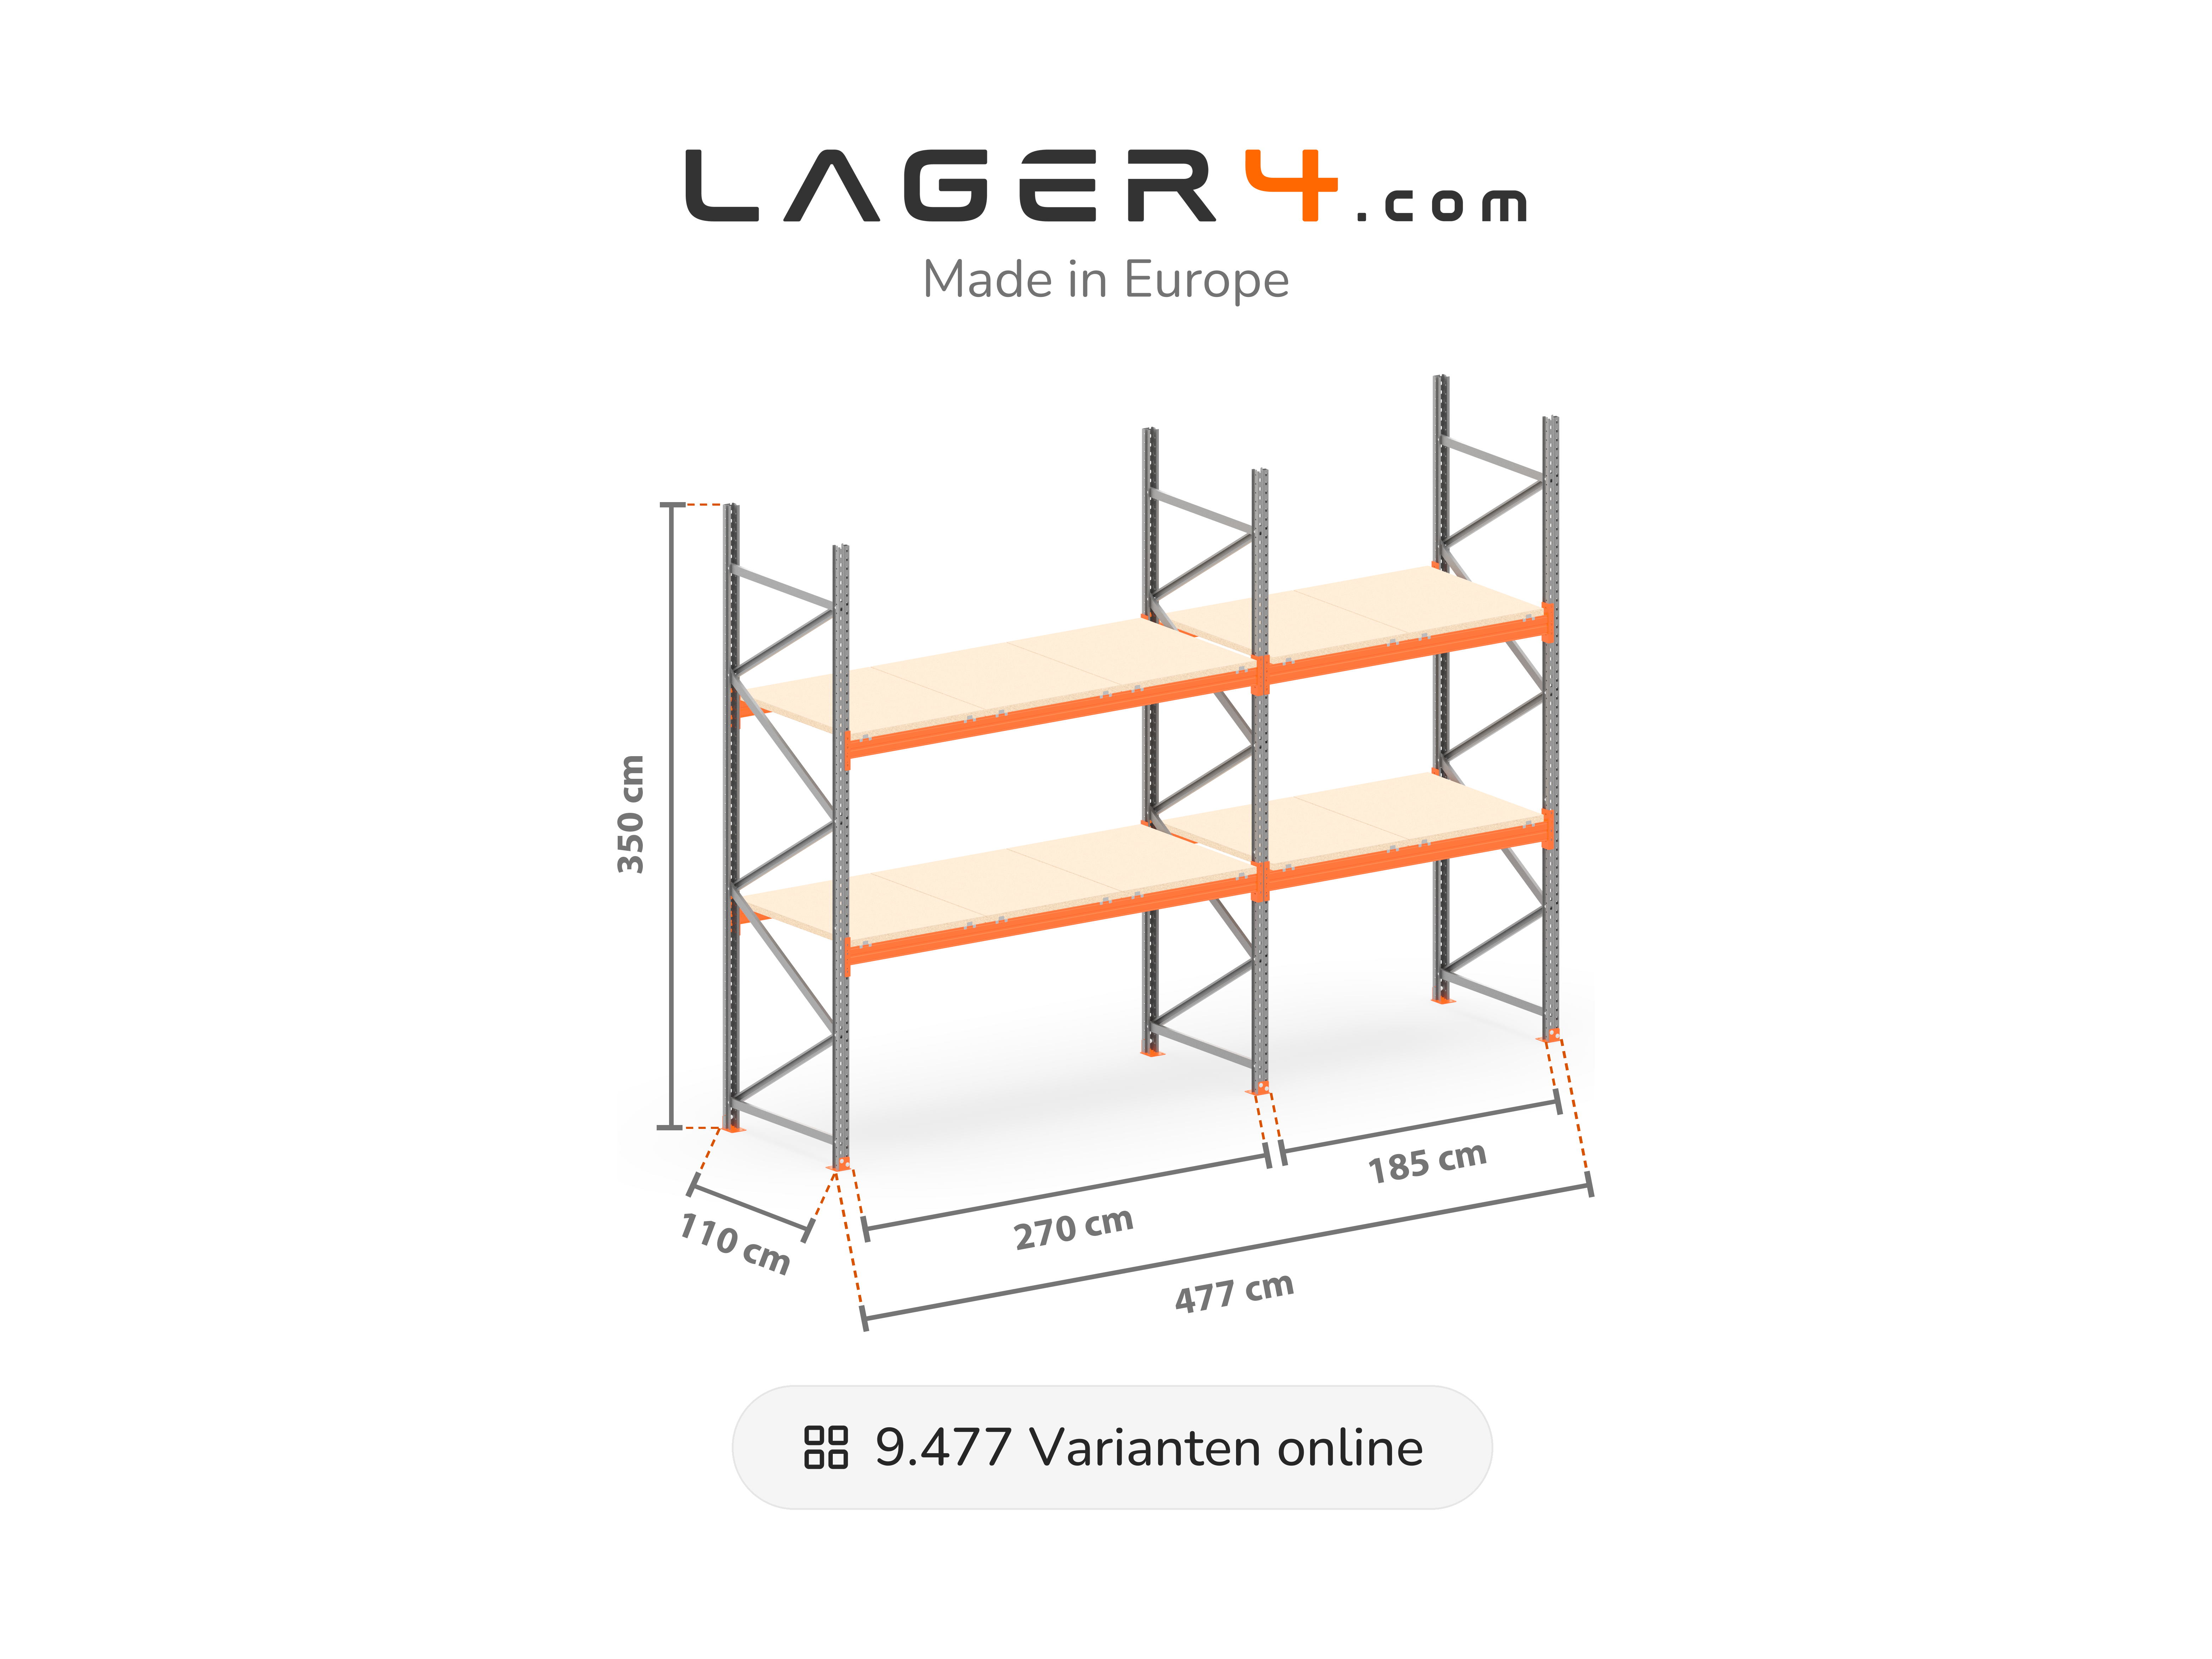 LAGER4.com
Made in Europe
350 cm
110 cm
270 cm
185 cm
477 cm
9.477 Varianten online